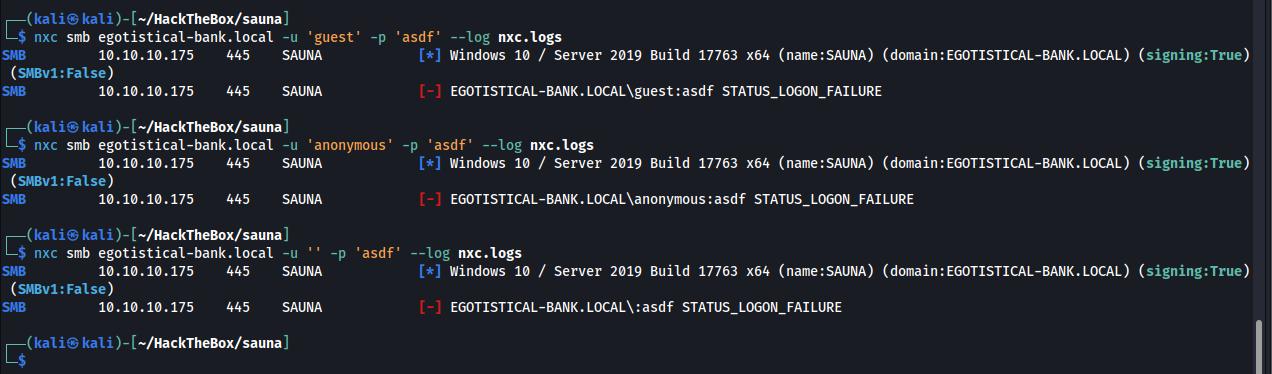 ┌──(kali㉿kali)-[~/HackTheBox/sauna]
└─$ nxc smb egotistical-bank.local -u 'guest' -p 'asdf' --log nxc.logs
SMB         10.10.10.175    445    SAUNA            [*] Windows 10 / Server 2019 Build 17763 x64 (name:SAUNA) (domain:EGOTISTICAL-BANK.LOCAL) (signing:True)
(SMBv1:False)
SMB         10.10.10.175    445    SAUNA            [-] EGOTISTICAL-BANK.LOCAL\guest:asdf STATUS_LOGON_FAILURE
┌──(kali㉿kali)-[~/HackTheBox/sauna]
└─$ nxc smb egotistical-bank.local -u 'anonymous' -p 'asdf' --log nxc.logs
SMB         10.10.10.175    445    SAUNA            [*] Windows 10 / Server 2019 Build 17763 x64 (name:SAUNA) (domain:EGOTISTICAL-BANK.LOCAL) (signing:True)
(SMBv1:False)
SMB         10.10.10.175    445    SAUNA            [-] EGOTISTICAL-BANK.LOCAL\anonymous:asdf STATUS_LOGON_FAILURE
┌──(kali㉿kali)-[~/HackTheBox/sauna]
└─$ nxc smb egotistical-bank.local -u '' -p 'asdf' --log nxc.logs
SMB         10.10.10.175    445    SAUNA            [*] Windows 10 / Server 2019 Build 17763 x64 (name:SAUNA) (domain:EGOTISTICAL-BANK.LOCAL) (signing:True)
(SMBv1:False)
SMB         10.10.10.175    445    SAUNA            [-] EGOTISTICAL-BANK.LOCAL\:asdf STATUS_LOGON_FAILURE
┌──(kali㉿kali)-[~/HackTheBox/sauna]
└─$